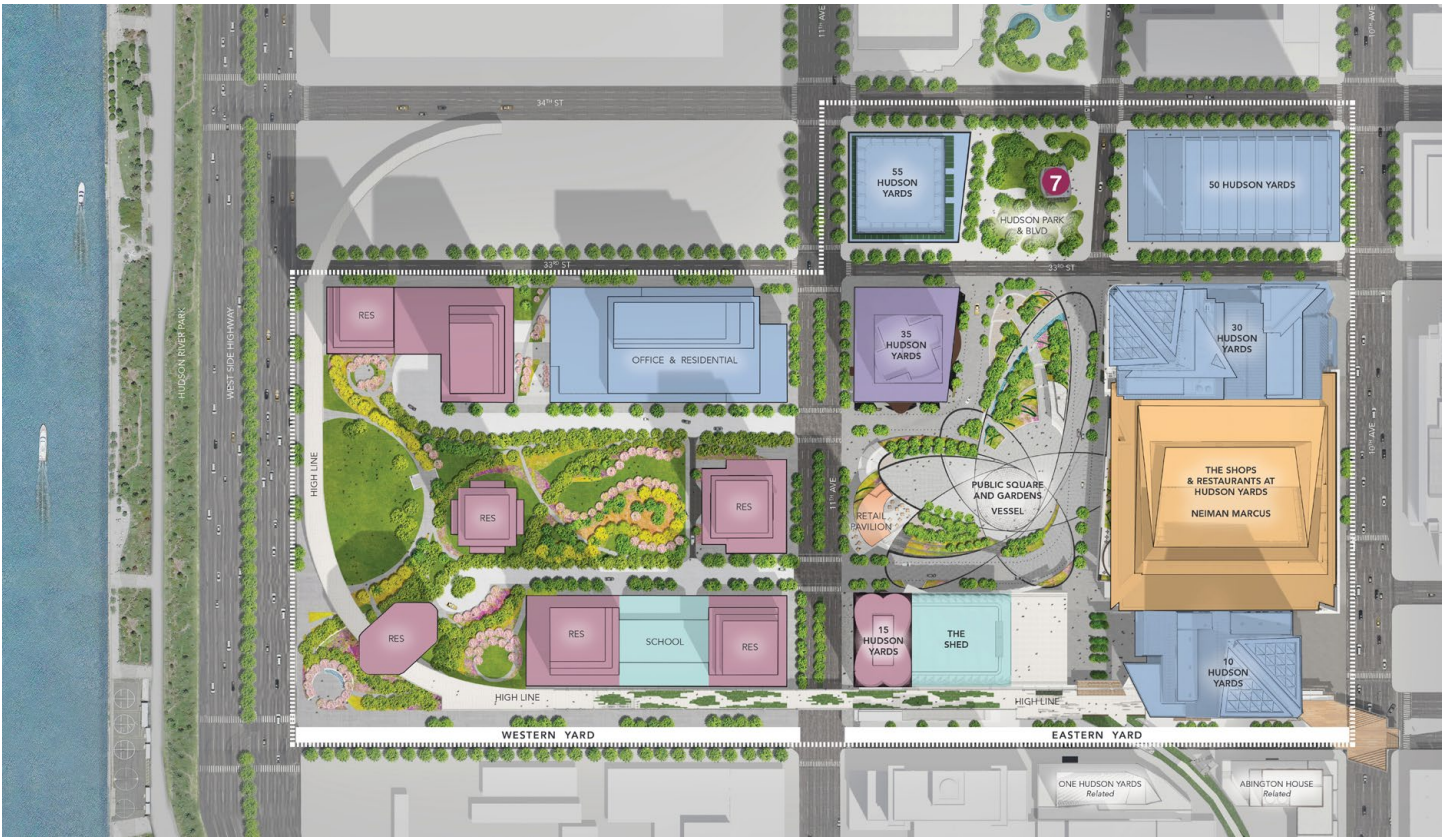 11TH AVE
10TH AVE
34TH ST
55
HUDSON
YARDS
7
HUDSON PARK
& BLVD
50 HUDSON YARDS
33RD ST
33RD ST
HUDSON RIVER PARK
WEST SIDE HIGHWAY
HIGH LINE
RES
OFFICE & RESIDENTIAL
35
HUDSON
YARDS
30
HUDSON
YARDS
RES
RES
11TH AVE
RETAIL
PAVILION
PUBLIC SQUARE
AND GARDENS
VESSEL
THE SHOPS
& RESTAURANTS AT
HUDSON YARDS
NEIMAN MARCUS
10TH AVE
RES
RES
SCHOOL
RES
15
HUDSON
YARDS
THE
SHED
10
HUDSON
YARDS
HIGH LINE
HIGH LINE
WESTERN YARD
EASTERN YARD
ONE HUDSON YARDS
Related
ABINGTON HOUSE
Related